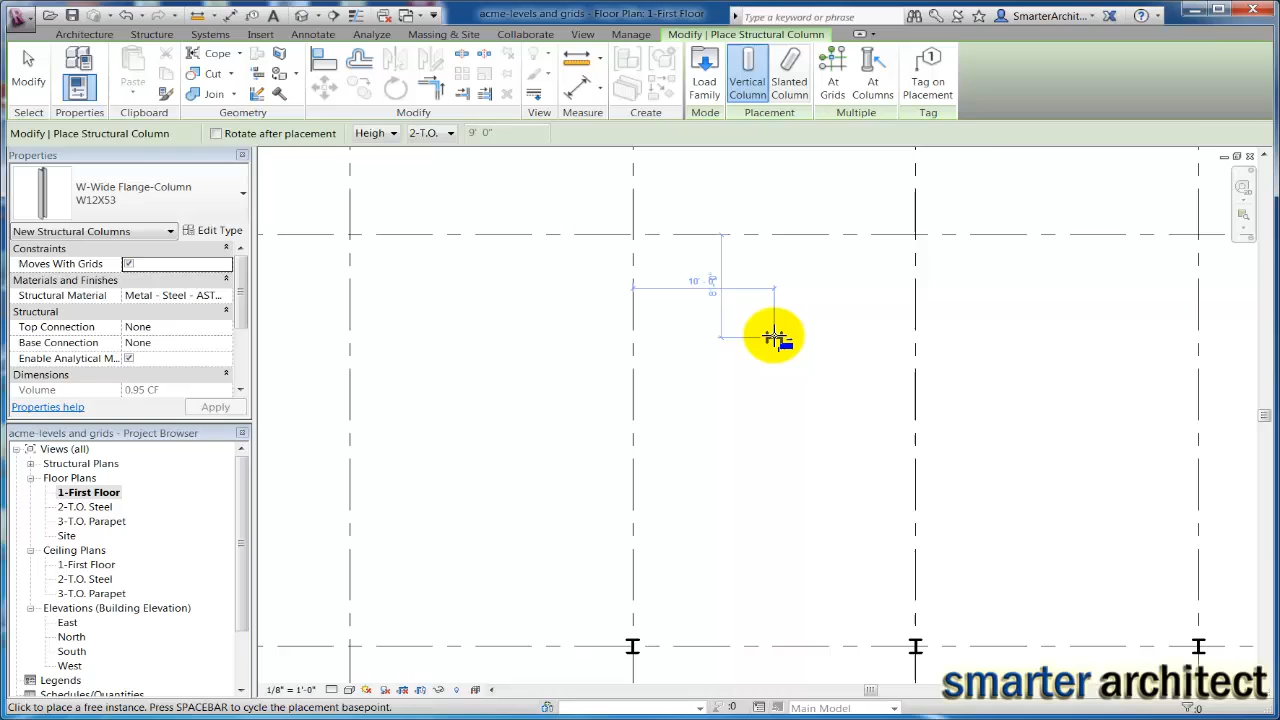 acme-levels and grids - Floor Plan: 1-First Floor
Type a keyword or phrase
SmarterArchit...
Architecture Structure Systems Insert Annotate Analyze Massing & Site Collaborate View Manage Modify | Place Structural Column
Modify
Paste
Cope
Cut
Join
Load Family
Vertical Column
Slanted Column
At Grids
At Columns
Tag on Placement
Select Properties Clipboard Geometry Modify View Measure Create Mode Placement Multiple Tag
Modify | Place Structural Column Rotate after placement Heigh 2-T.O. 9' 0"
Properties
W-Wide Flange-Column
W12X53
New Structural Columns Edit Type
Constraints
Moves With Grids
Materials and Finishes
Structural Material Metal - Steel - AST...
Structural
Top Connection None
Base Connection None
Enable Analytical M...
Dimensions
Volume 0.95 CF
Properties help Apply
acme-levels and grids - Project Browser
Views (all)
Structural Plans
Floor Plans
1-First Floor
2-T.O. Steel
3-T.O. Parapet
Site
Ceiling Plans
1-First Floor
2-T.O. Steel
3-T.O. Parapet
Elevations (Building Elevation)
East
North
South
West
Legends
Schedules/Quantities
1/8" = 1'-0"
Click to place a free instance. Press SPACEBAR to cycle the placement basepoint.
:0
Main Model
:0
smarter architect